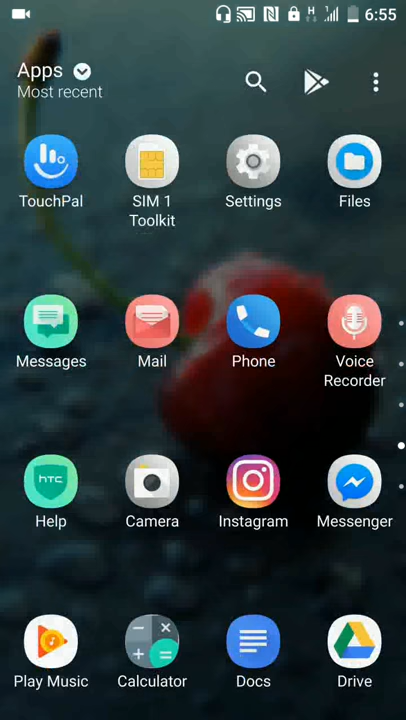 H 6:55
Apps
Most recent
TouchPal
SIM 1
Toolkit
Settings
Files
Messages
Mail
Phone
Voice
Recorder
hTC
Help
Camera
Instagram
Messenger
Play Music
Calculator
Docs
Drive